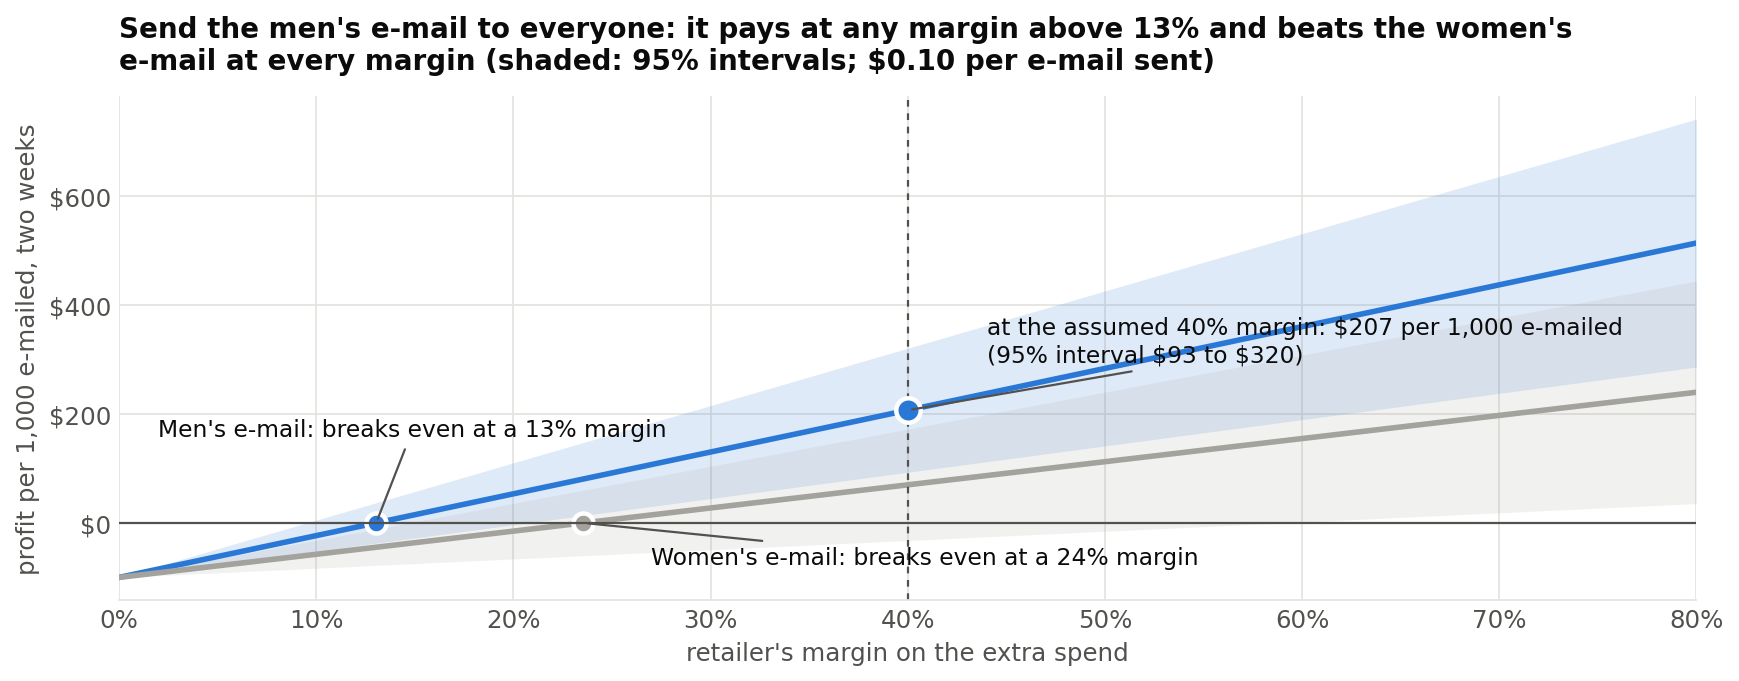 Send the men's e-mail to everyone: it pays at any margin above 13% and beats the women's
e-mail at every margin (shaded: 95% intervals; $0.10 per e-mail sent)
profit per 1,000 e-mailed, two weeks
$600
$400
$200
$0
at the assumed 40% margin: $207 per 1,000 e-mailed
(95% interval $93 to $320)
Men's e-mail: breaks even at a 13% margin
Women's e-mail: breaks even at a 24% margin
0%
10%
20%
30%
40%
50%
60%
70%
80%
retailer's margin on the extra spend